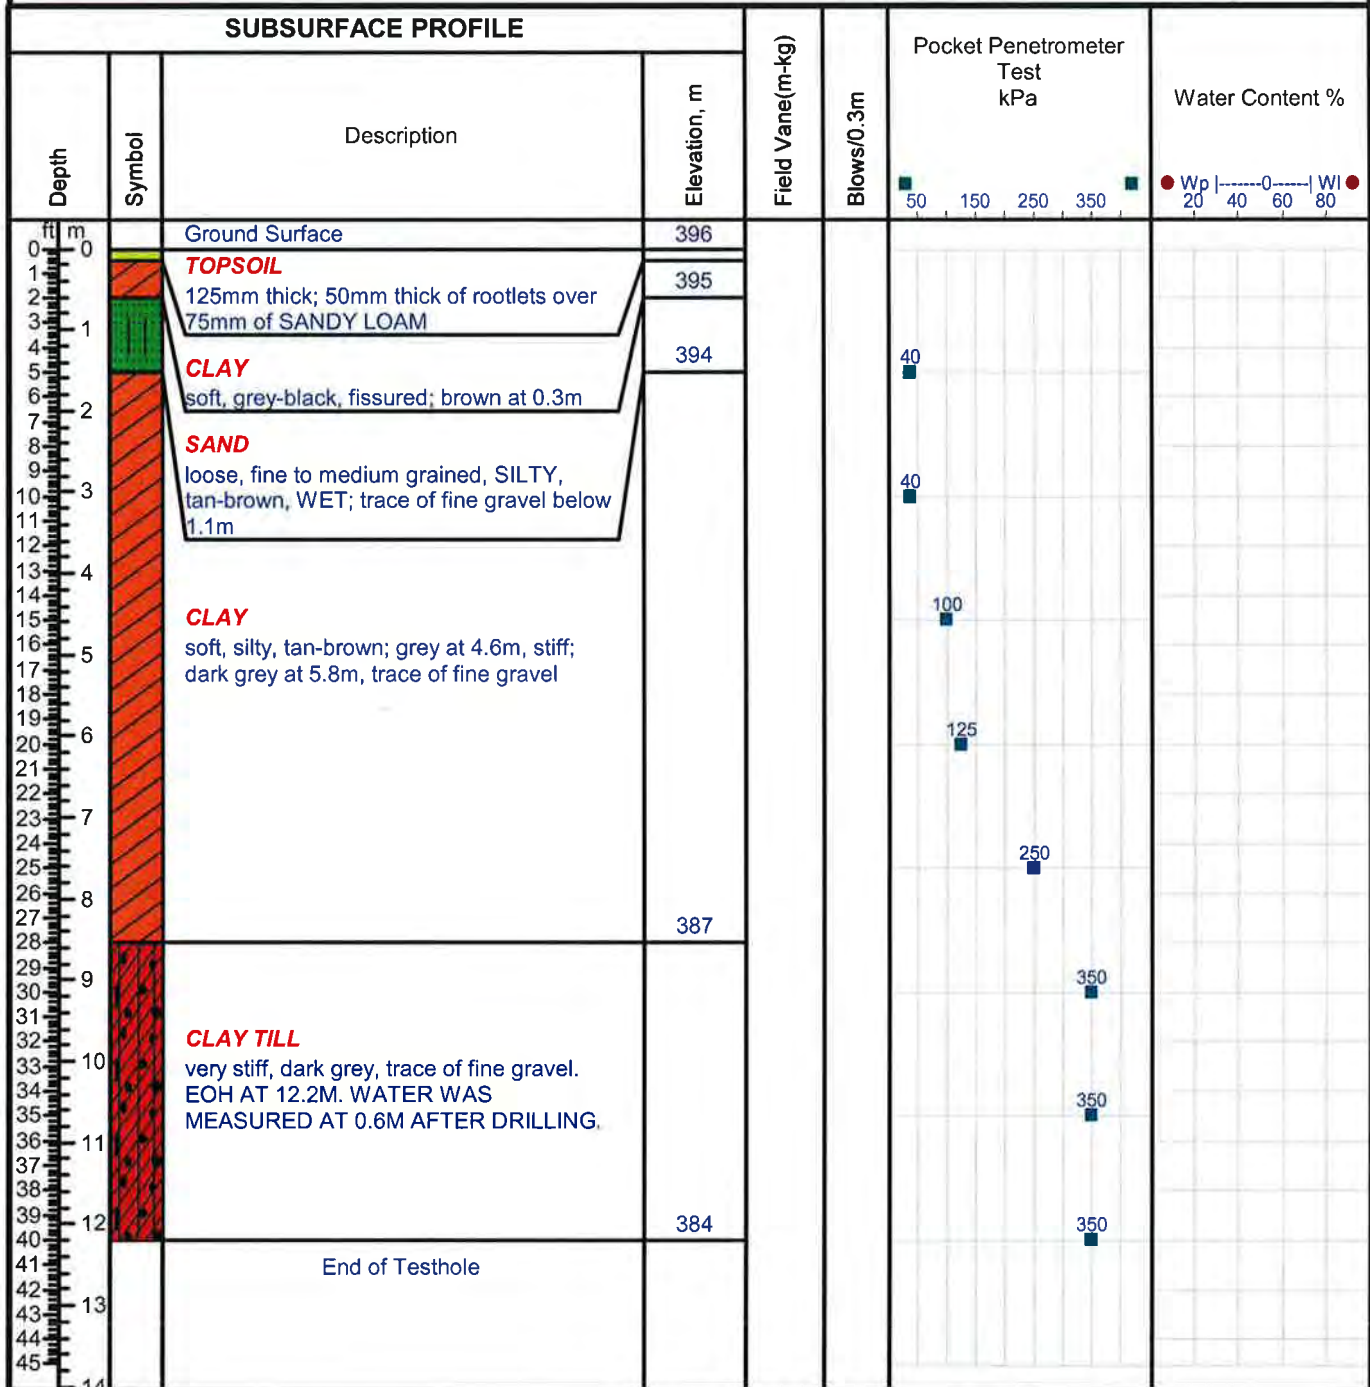 SUBSURFACE PROFILE
Depth
Symbol
Description
Elevation, m
Field Vane(m-kg)
Blows/0.3m
Pocket Penetrometer
Test
kPa
50 150 250 350
Water Content %
Wp |-------0-----| Wl
20 40 60 80
ft m
0 0
1
2
3 1
4
5
6
7 2
8
9
10 3
11
12
13 4
14
15
16 5
17
18
19
20 6
21
22
23 7
24
25
26
27 8
28
29 9
30
31
32
33 10
34
35
36 11
37
38
39 12
40
41
42
43 13
44
45
14
Ground Surface 396
TOPSOIL
125mm thick; 50mm thick of rootlets over
75mm of SANDY LOAM
395
CLAY
soft, grey-black, fissured; brown at 0.3m
394
SAND
loose, fine to medium grained, SILTY,
tan-brown, WET; trace of fine gravel below
1.1m
CLAY
soft, silty, tan-brown; grey at 4.6m, stiff;
dark grey at 5.8m, trace of fine gravel
387
CLAY TILL
very stiff, dark grey, trace of fine gravel.
EOH AT 12.2M. WATER WAS
MEASURED AT 0.6M AFTER DRILLING.
384
End of Testhole
40
40
100
125
250
350
350
350